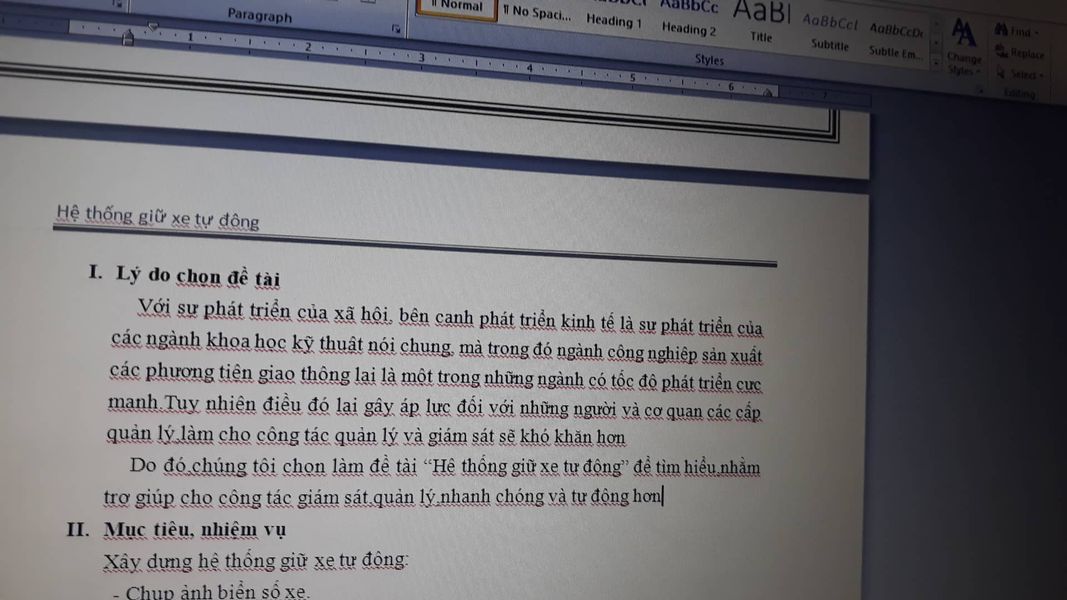 Paragraph
¶ Normal
¶ No Spaci...
Heading 1
AaBbCc
Heading 2
AaB
Title
AaBbCcl
Subtitle
AaBbCcDc
Subtle Em...
Styles
Change
Styles
Find
Replace
Select
Editing
1 2 3 4 5 6 7
Hệ thống giữ xe tự động
I. Lý do chọn đề tài
Với sự phát triển của xã hội, bên cạnh phát triển kinh tế là sự phát triển của
các ngành khoa học kỹ thuật nói chung, mà trong đó ngành công nghiệp sản xuất
các phương tiện giao thông lại là một trong những ngành có tốc độ phát triển cực
mạnh.Tuy nhiên điều đó lại gây áp lực đối với những người và cơ quan các cấp
quản lý,làm cho công tác quản lý và giám sát sẽ khó khăn hơn
Do đó,chúng tôi chọn làm đề tài “Hệ thống giữ xe tự động” để tìm hiểu,nhằm
trợ giúp cho công tác giám sát,quản lý,nhanh chóng và tự động hơn
II. Mục tiêu, nhiệm vụ
Xây dựng hệ thống giữ xe tự động:
- Chụp ảnh biển số xe.